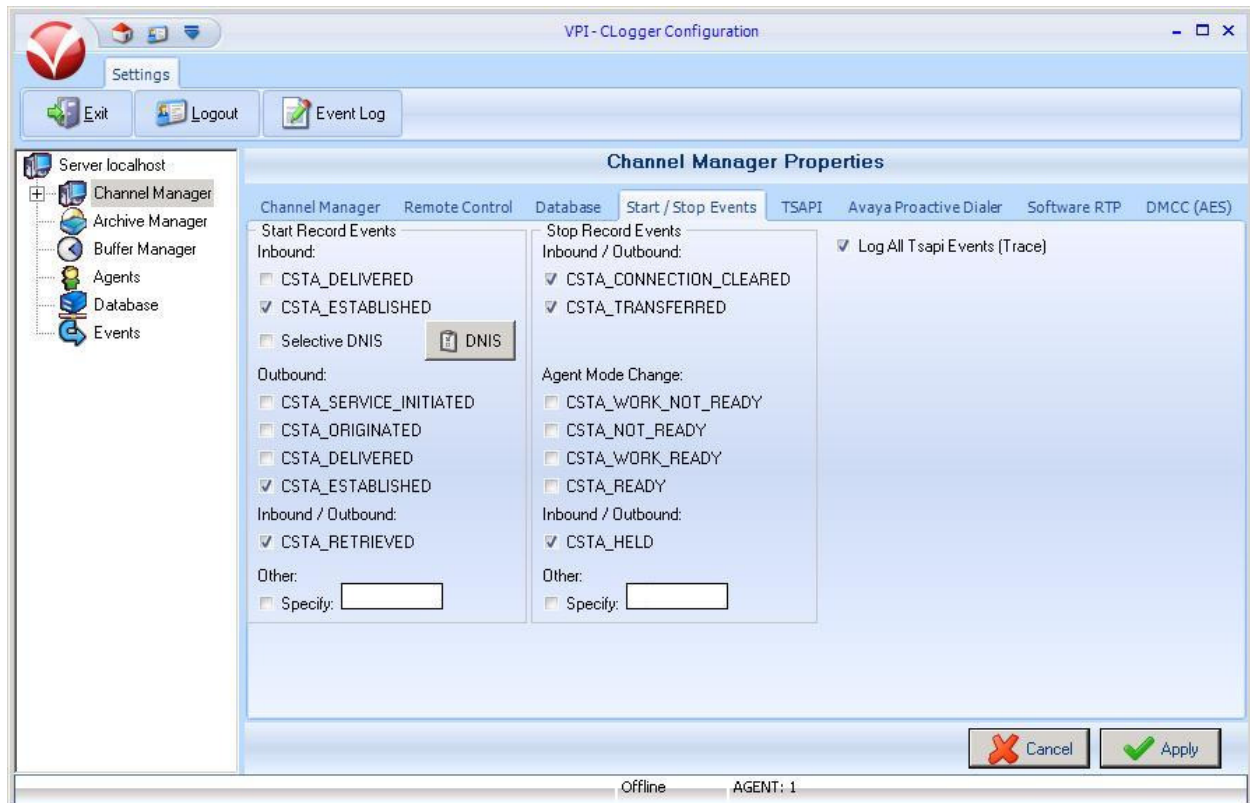 VPI - CLogger Configuration
Settings
Exit
Logout
Event Log
Server localhost
Channel Manager
Archive Manager
Buffer Manager
Agents
Database
Events
Channel Manager Properties
Channel Manager
Remote Control
Database
Start / Stop Events
TSAPI
Avaya Proactive Dialer
Software RTP
DMCC (AES)
Start Record Events
Inbound:
CSTA_DELIVERED
CSTA_ESTABLISHED
Selective DNIS
DNIS
Outbound:
CSTA_SERVICE_INITIATED
CSTA_ORIGINATED
CSTA_DELIVERED
CSTA_ESTABLISHED
Inbound / Outbound:
CSTA_RETRIEVED
Other:
Specify:
Stop Record Events
Inbound / Outbound:
CSTA_CONNECTION_CLEARED
CSTA_TRANSFERRED
Agent Mode Change:
CSTA_WORK_NOT_READY
CSTA_NOT_READY
CSTA_WORK_READY
CSTA_READY
Inbound / Outbound:
CSTA_HELD
Other:
Specify:
Log All Tsapi Events (Trace)
Cancel
Apply
Offline
AGENT: 1